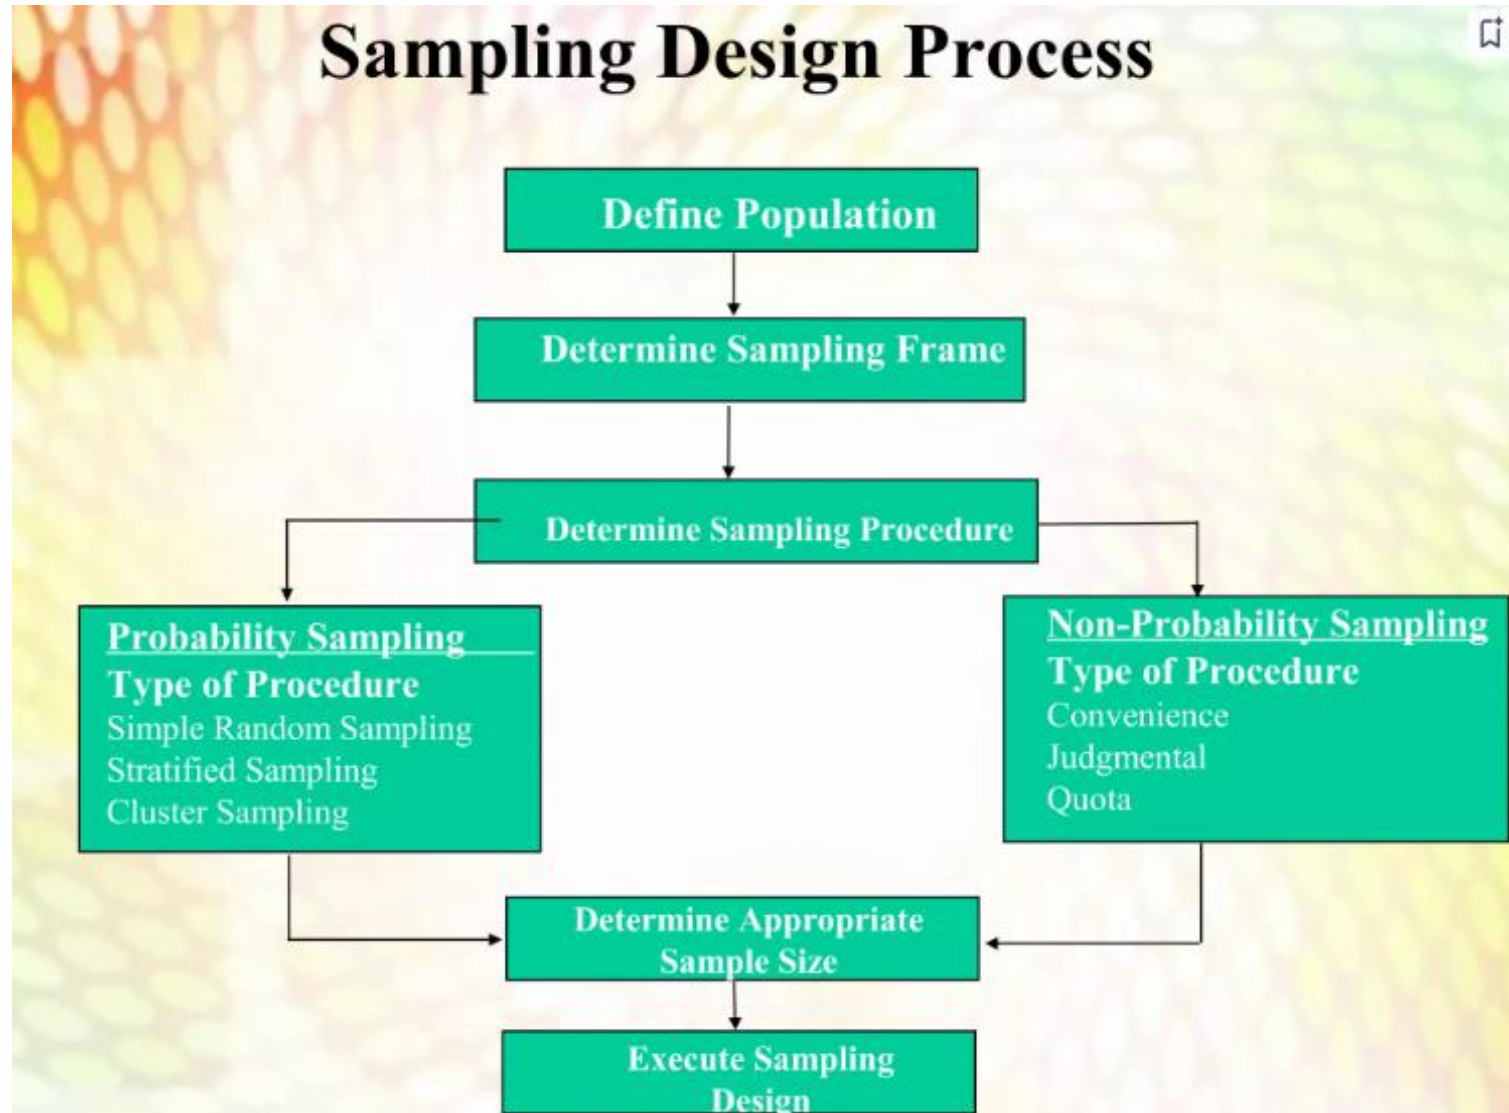 Sampling Design Process
Define Population
Determine Sampling Frame
Determine Sampling Procedure
Probability Sampling
Type of Procedure
Simple Random Sampling
Stratified Sampling
Cluster Sampling
Non-Probability Sampling
Type of Procedure
Convenience
Judgmental
Quota
Determine Appropriate
Sample Size
Execute Sampling
Design